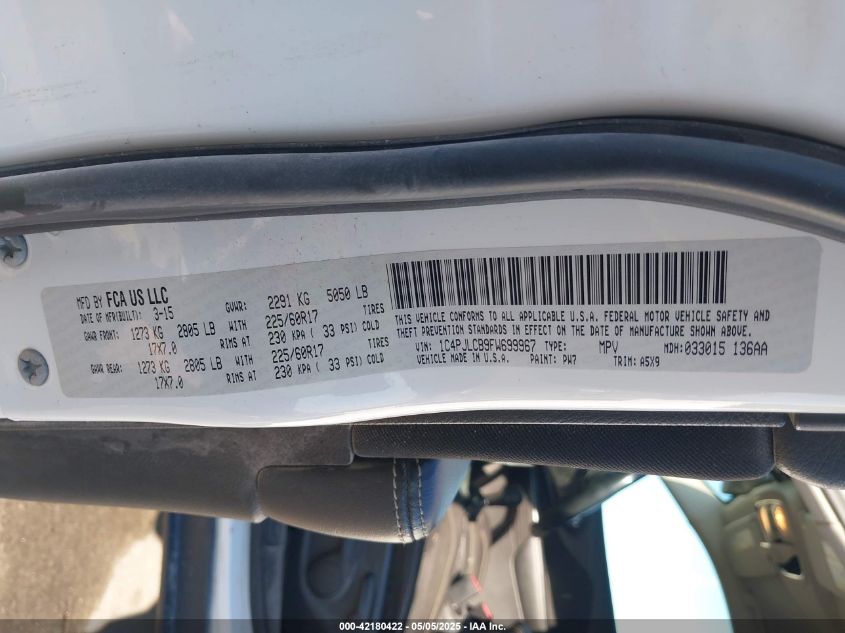 MFD BY FCA US LLC
DATE OF MFR(BUILT) 3-15 GVWR: 2291 KG 5050 LB
GAWR FRONT: 1273 KG 2805 LB WITH 225/60R17 TIRES
17X7.0 RIMS AT 230 KPA ( 33 PSI) COLD
GAWR REAR: 1273 KG 2805 LB WITH 225/60R17 TIRES
17X7.0 RIMS AT 230 KPA ( 33 PSI) COLD
THIS VEHICLE CONFORMS TO ALL APPLICABLE U.S.A. FEDERAL MOTOR VEHICLE SAFETY AND
THEFT PREVENTION STANDARDS IN EFFECT ON THE DATE OF MANUFACTURE SHOWN ABOVE.
VIN: 1C4PJLCB9FW699967 TYPE: MPV MDH: 033015 136AA
VEHICLE MADE IN U.S.A. PAINT: PW7 TRIM: A5X9
000-42180422 - 05/05/2025 - IAA Inc.